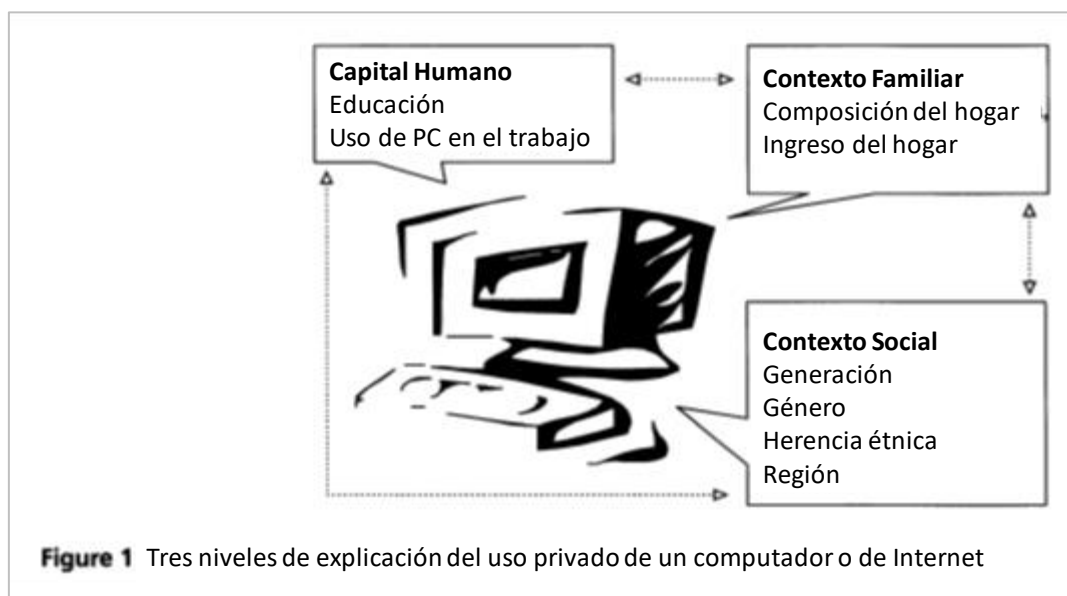 Capital Humano
Educación
Uso de PC en el trabajo
Contexto Familiar
Composición del hogar
Ingreso del hogar
Contexto Social
Generación
Género
Herencia étnica
Región
Figure 1 Tres niveles de explicación del uso privado de un computador o de Internet